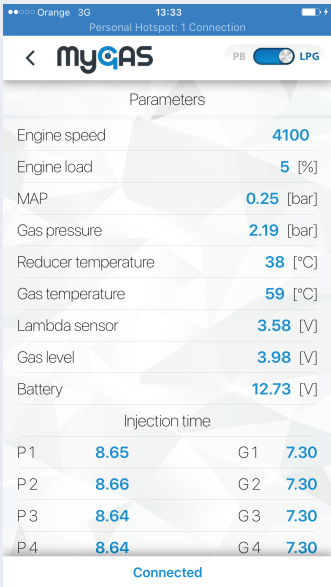 Orange 3G 13:33
Personal Hotspot: 1 Connection
MyGAS PB LPG
Parameters
Engine speed 4100
Engine load 5 [%]
MAP 0.25 [bar]
Gas pressure 2.19 [bar]
Reducer temperature 38 [°C]
Gas temperature 59 [°C]
Lambda sensor 3.58 [V]
Gas level 3.98 [V]
Battery 12.73 [V]
Injection time
P 1 8.65 G 1 7.30
P 2 8.66 G 2 7.30
P 3 8.64 G 3 7.30
P 4 8.64 G 4 7.30
Connected